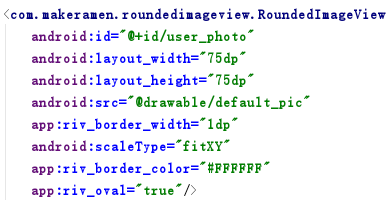 <com.makeramen.roundedimageview.RoundedImageView
android:id="@+id/user_photo"
android:layout_width="75dp"
android:layout_height="75dp"
android:src="@drawable/default_pic"
app:riv_border_width="1dp"
android:scaleType="fitXY"
app:riv_border_color="#FFFFFF"
app:riv_oval="true"/>